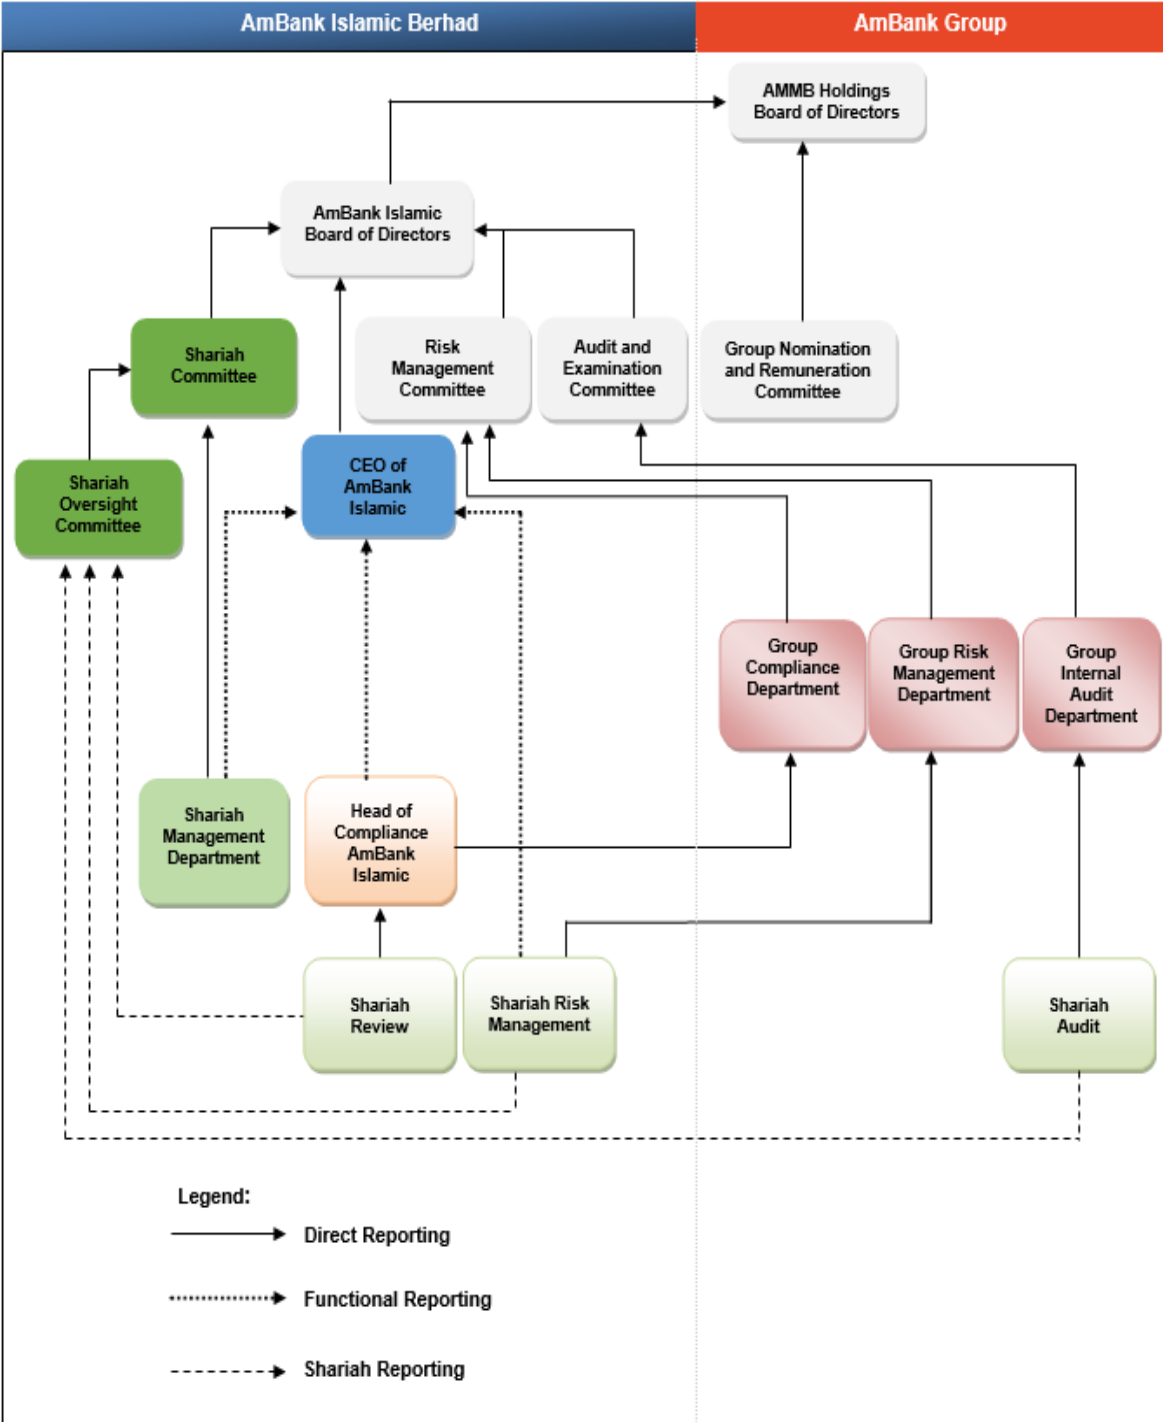 AmBank Islamic Berhad
AmBank Group
AMMB Holdings
Board of Directors
AmBank Islamic
Board of Directors
Shariah
Committee
Risk
Management
Committee
Audit and
Examination
Committee
Group Nomination
and Remuneration
Committee
Shariah
Oversight
Committee
CEO of
AmBank
Islamic
Group
Compliance
Department
Group Risk
Management
Department
Group
Internal
Audit
Department
Shariah
Management
Department
Head of
Compliance
AmBank
Islamic
Shariah
Review
Shariah Risk
Management
Shariah
Audit
Legend:
Direct Reporting
Functional Reporting
Shariah Reporting